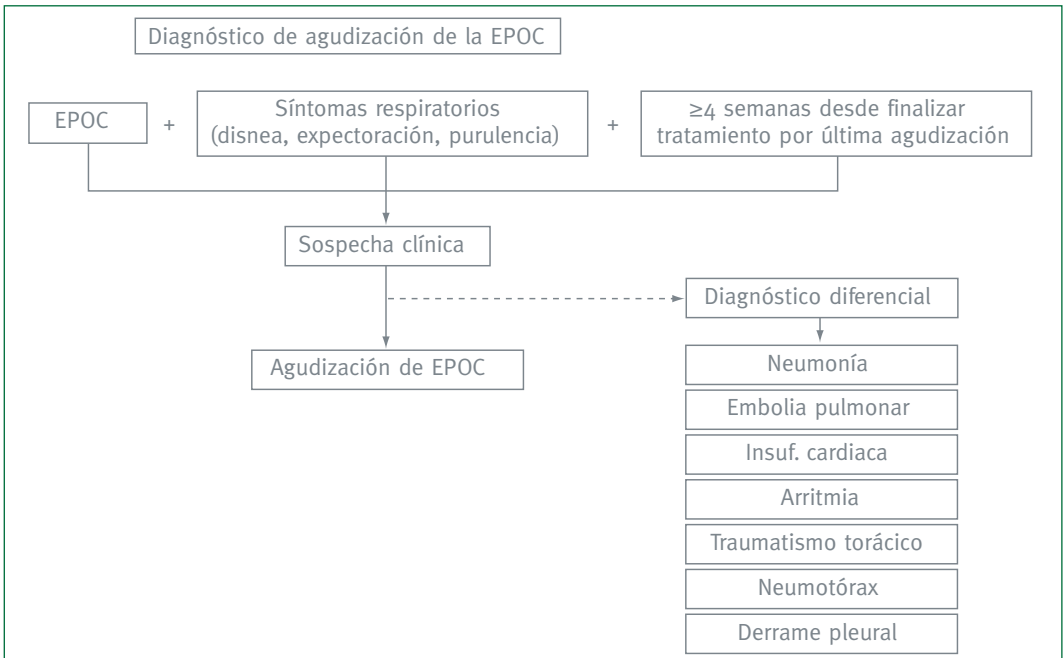 Diagnóstico de agudización de la EPOC
EPOC
+
Síntomas respiratorios
(disnea, expectoración, purulencia)
+
≥4 semanas desde finalizar
tratamiento por última agudización
Sospecha clínica
Diagnóstico diferencial
Agudización de EPOC
Neumonía
Embolia pulmonar
Insuf. cardiaca
Arritmia
Traumatismo torácico
Neumotórax
Derrame pleural